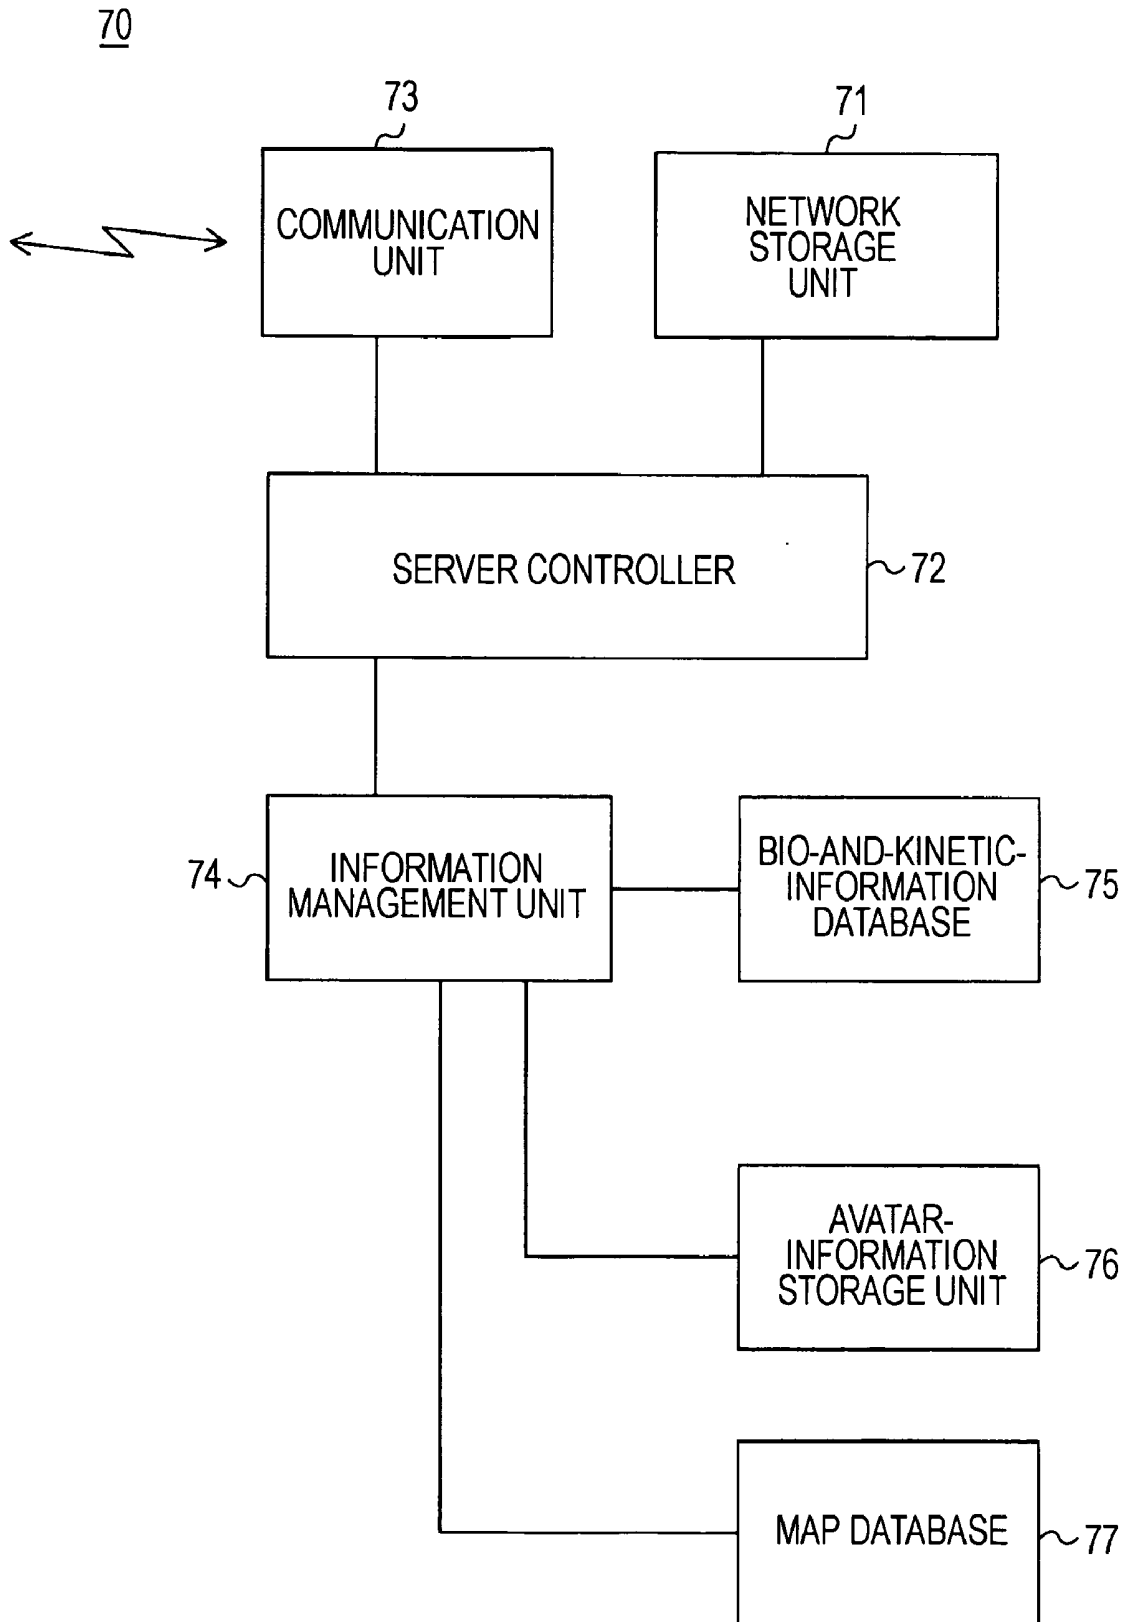 70
73
71
COMMUNICATION
UNIT
NETWORK
STORAGE
UNIT
SERVER CONTROLLER
72
74
INFORMATION
MANAGEMENT UNIT
BIO-AND-KINETIC-
INFORMATION
DATABASE
75
AVATAR-
INFORMATION
STORAGE UNIT
76
MAP DATABASE
77